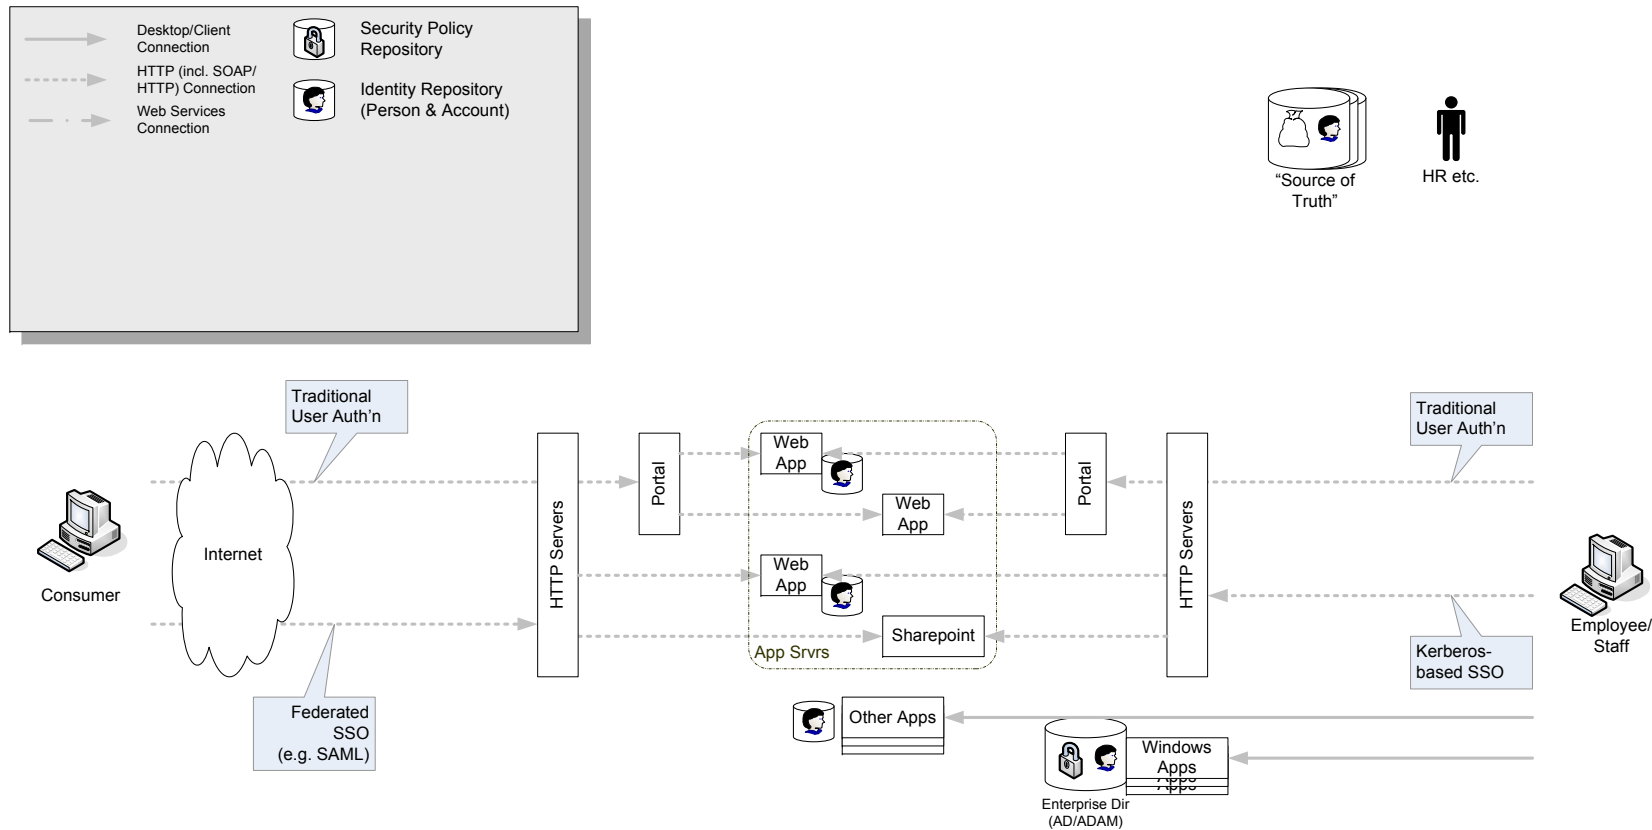 Desktop/Client
Connection
HTTP (incl. SOAP/
HTTP) Connection
Web Services
Connection
Security Policy
Repository
Identity Repository
(Person & Account)
“Source of
Truth”
HR etc.
Traditional
User Auth’n
Traditional
User Auth’n
Consumer
Internet
HTTP Servers
Portal
Web
App
Web
App
Web
App
Sharepoint
App Srvrs
Portal
HTTP Servers
Employee/
Staff
Federated
SSO
(e.g. SAML)
Kerberos-
based SSO
Other Apps
Windows
Apps
Apps
Enterprise Dir
(AD/ADAM)